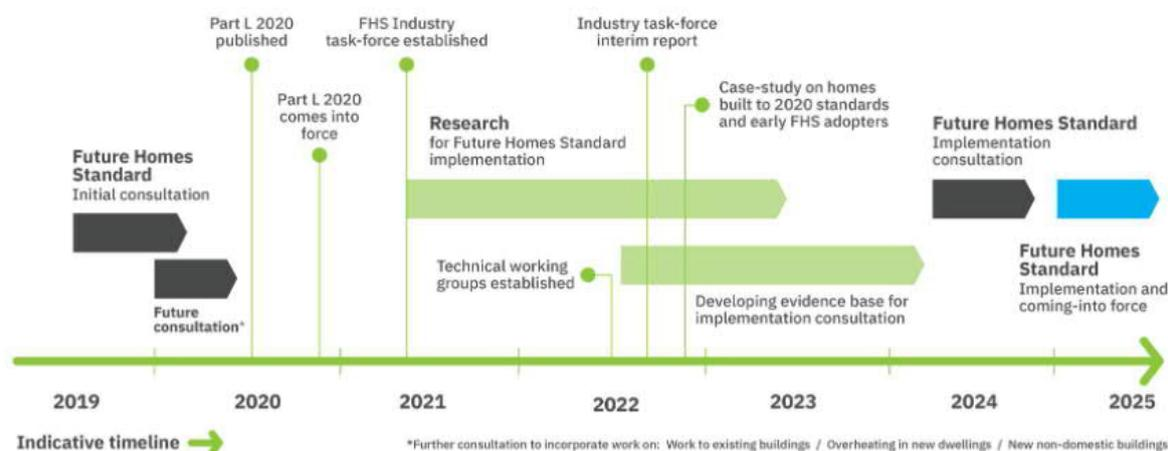 Part L 2020
published
FHS Industry
task-force established
Industry task-force
interim report
Part L 2020
comes into
force
Case-study on homes
built to 2020 standards
and early FHS adopters
Research
for Future Homes Standard
implementation
Future Homes Standard
Implementation
consultation
Future Homes
Standard
Initial consultation
Technical working
groups established
Future Homes
Standard
Implementation and
coming-into force
Developing evidence base for
implementation consultation
Future
consultation*
2019
2020
2021
2022
2023
2024
2025
Indicative timeline
*Further consultation to incorporate work on: Work to existing buildings / Overheating in new dwellings / New non-domestic buildings